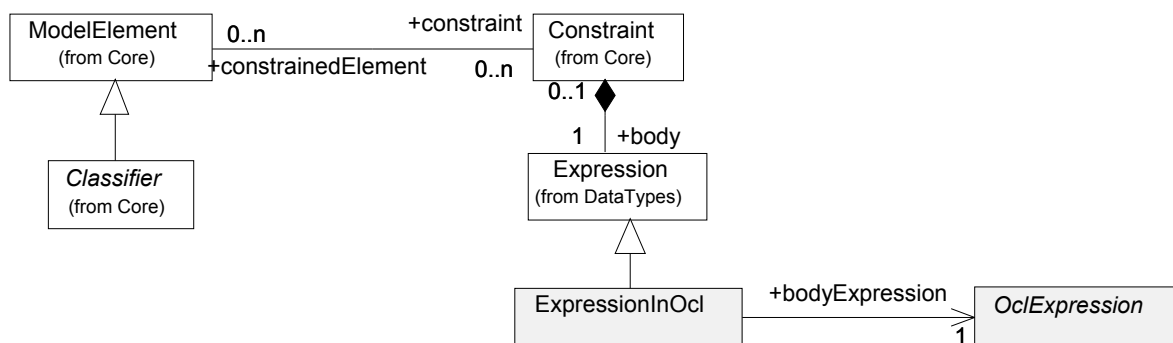 ModelElement
(from Core)
0..n
+constraint
+constrainedElement
0..n
Constraint
(from Core)
0..1
1
+body
Classifier
(from Core)
Expression
(from DataTypes)
ExpressionInOcl
+bodyExpression
1
OclExpression